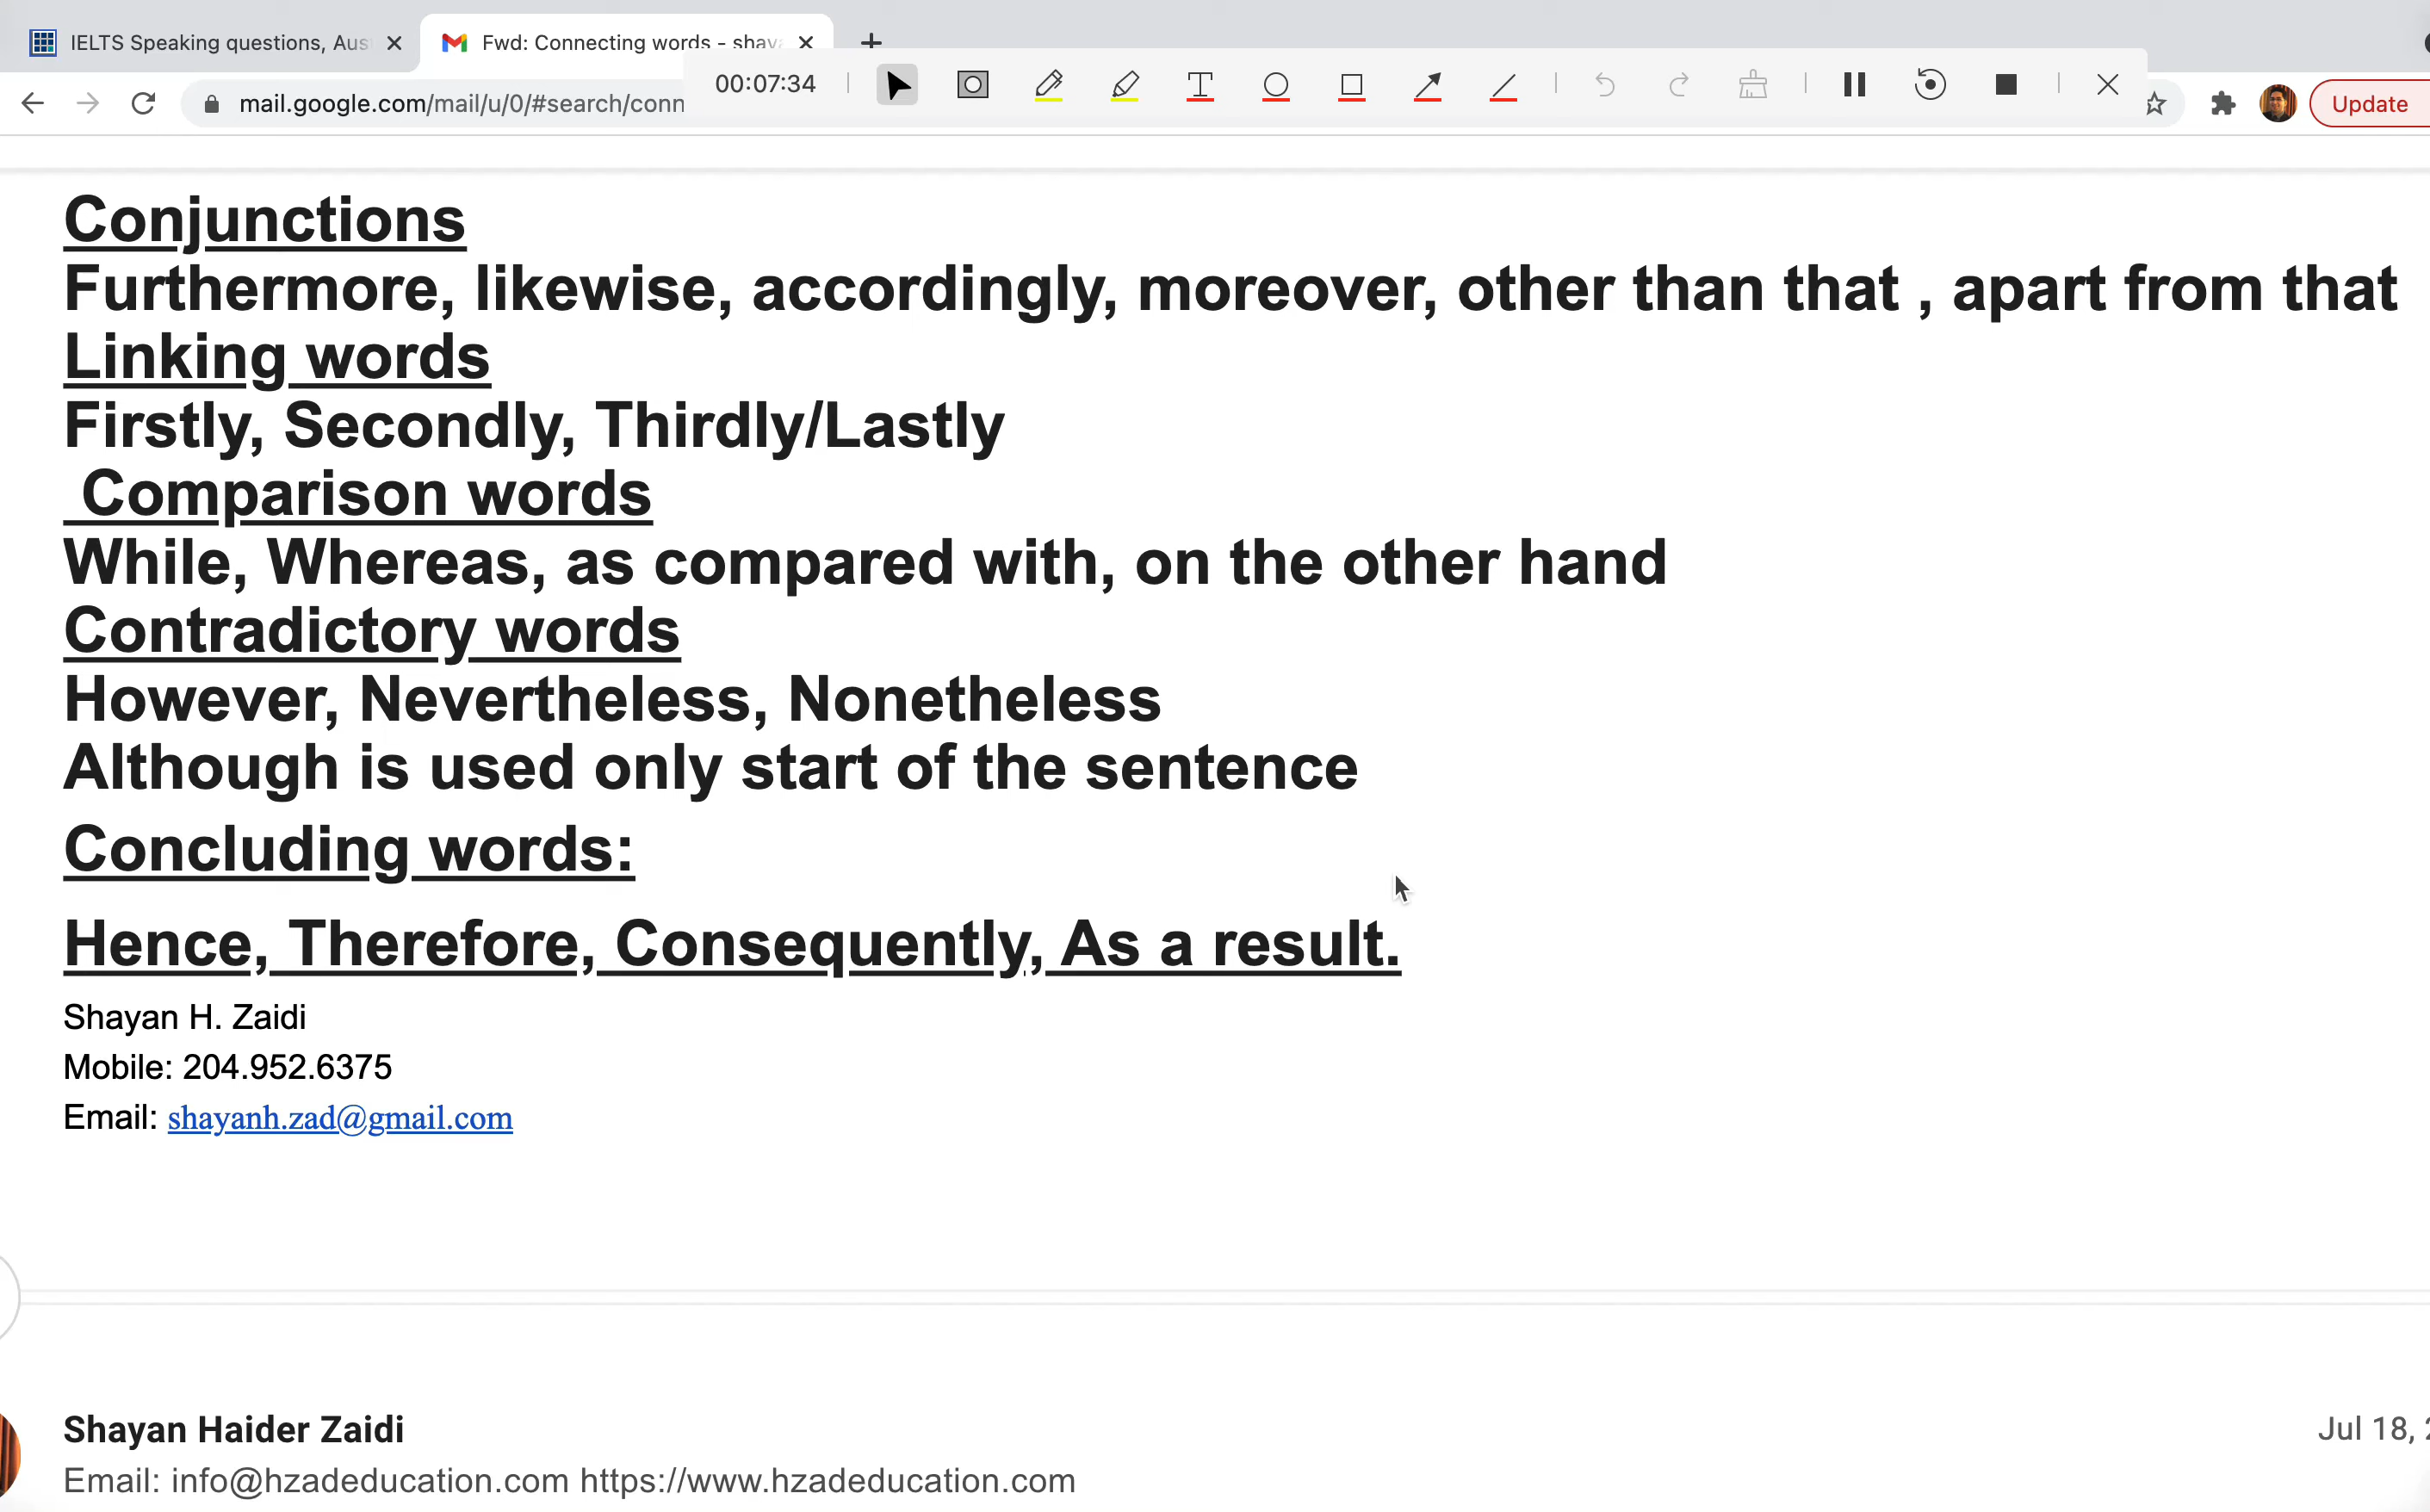 IELTS Speaking questions, Aus
Fwd: Connecting words - shaya
00:07:34
mail.google.com/mail/u/0/#search/conn
Update
Conjunctions
Furthermore, likewise, accordingly, moreover, other than that , apart from that
Linking words
Firstly, Secondly, Thirdly/Lastly
Comparison words
While, Whereas, as compared with, on the other hand
Contradictory words
However, Nevertheless, Nonetheless
Although is used only start of the sentence
Concluding words:
Hence, Therefore, Consequently, As a result.
Shayan H. Zaidi
Mobile: 204.952.6375
Email: shayanh.zad@gmail.com
Shayan Haider Zaidi
Jul 18,
Email: info@hzadeducation.com https://www.hzadeducation.com